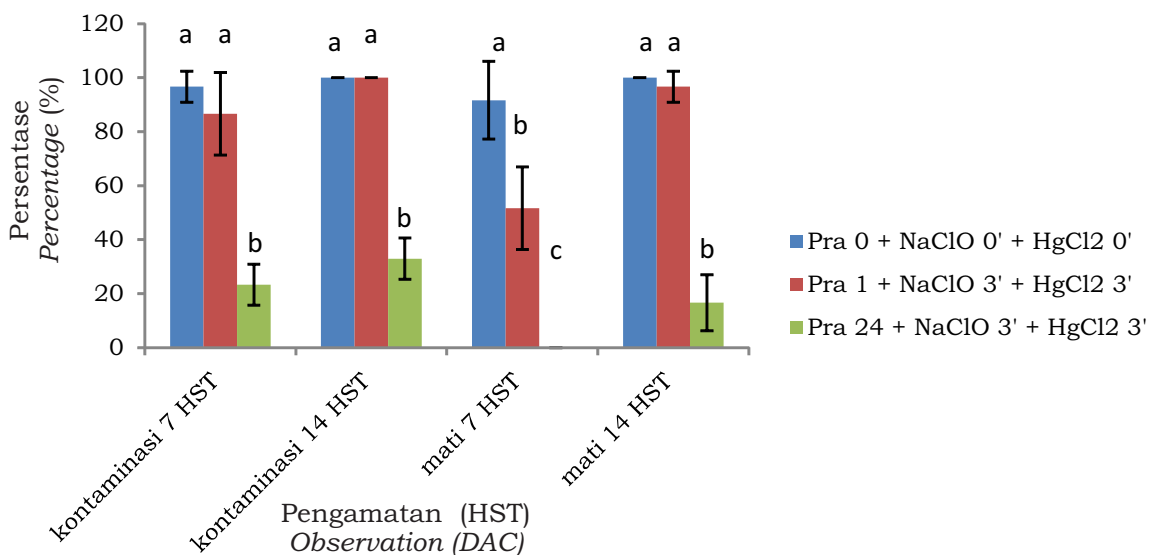 120
100
80
60
40
20
0
Persentase
Percentage (%)
a a
b
a a
b
a
b
c
a a
b
kontaminasi 7 HST
kontaminasi 14 HST
mati 7 HST
mati 14 HST
Pengamatan (HST)
Observation (DAC)
Pra 0 + NaClO 0' + HgCl2 0'
Pra 1 + NaClO 3' + HgCl2 3'
Pra 24 + NaClO 3' + HgCl2 3'